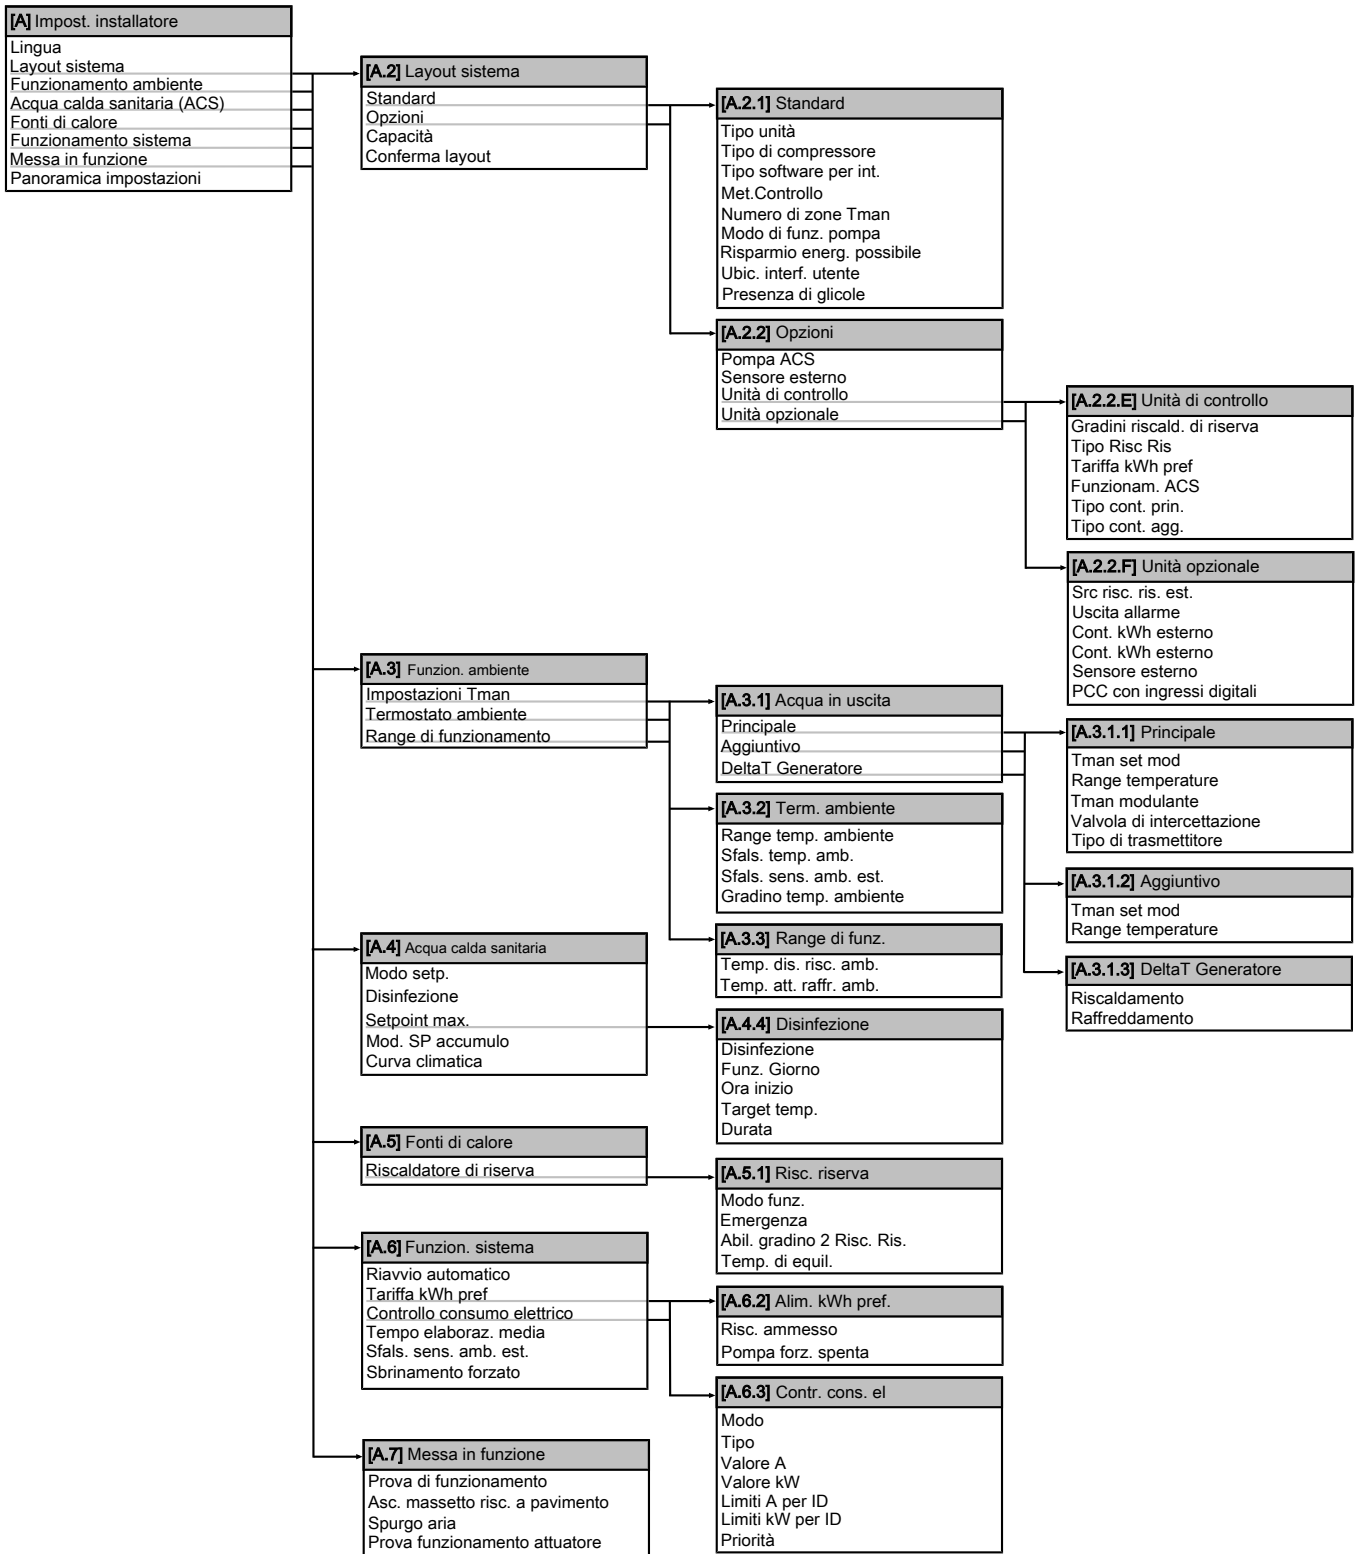 [A] Impost. installatore
Lingua
Layout sistema
Funzionamento ambiente
Acqua calda sanitaria (ACS)
Fonti di calore
Funzionamento sistema
Messa in funzione
Panoramica impostazioni
[A.2] Layout sistema
Standard
Opzioni
Capacità
Conferma layout
[A.2.1] Standard
Tipo unità
Tipo di compressore
Tipo software per int.
Met.Controllo
Numero di zone Tman
Modo di funz. pompa
Risparmio energ. possibile
Ubic. interf. utente
Presenza di glicole
[A.2.2] Opzioni
Pompa ACS
Sensore esterno
Unità di controllo
Unità opzionale
[A.2.2.E] Unità di controllo
Gradini riscald. di riserva
Tipo Risc Ris
Tariffa kWh pref
Funzionam. ACS
Tipo cont. prin.
Tipo cont. agg.
[A.2.2.F] Unità opzionale
Src risc. ris. est.
Uscita allarme
Cont. kWh esterno
Cont. kWh esterno
Sensore esterno
PCC con ingressi digitali
[A.3] Funzion. ambiente
Impostazioni Tman
Termostato ambiente
Range di funzionamento
[A.3.1] Acqua in uscita
Principale
Aggiuntivo
DeltaT Generatore
[A.3.1.1] Principale
Tman set mod
Range temperature
Tman modulante
Valvola di intercettazione
Tipo di trasmettitore
[A.3.1.2] Aggiuntivo
Tman set mod
Range temperature
[A.3.1.3] DeltaT Generatore
Riscaldamento
Raffreddamento
[A.3.2] Term. ambiente
Range temp. ambiente
Sfals. temp. amb.
Sfals. sens. amb. est.
Gradino temp. ambiente
[A.3.3] Range di funz.
Temp. dis. risc. amb.
Temp. att. raffr. amb.
[A.4] Acqua calda sanitaria
Modo setp.
Disinfezione
Setpoint max.
Mod. SP accumulo
Curva climatica
[A.4.4] Disinfezione
Disinfezione
Funz. Giorno
Ora inizio
Target temp.
Durata
[A.5] Fonti di calore
Riscaldatore di riserva
[A.5.1] Risc. riserva
Modo funz.
Emergenza
Abil. gradino 2 Risc. Ris.
Temp. di equil.
[A.6] Funzion. sistema
Riavvio automatico
Tariffa kWh pref
Controllo consumo elettrico
Tempo elaboraz. media
Sfals. sens. amb. est.
Sbrinamento forzato
[A.6.2] Alim. kWh pref.
Risc. ammesso
Pompa forz. spenta
[A.6.3] Contr. cons. el
Modo
Tipo
Valore A
Valore kW
Limiti A per ID
Limiti kW per ID
Priorità
[A.7] Messa in funzione
Prova di funzionamento
Asc. massetto risc. a pavimento
Spurgo aria
Prova funzionamento attuatore